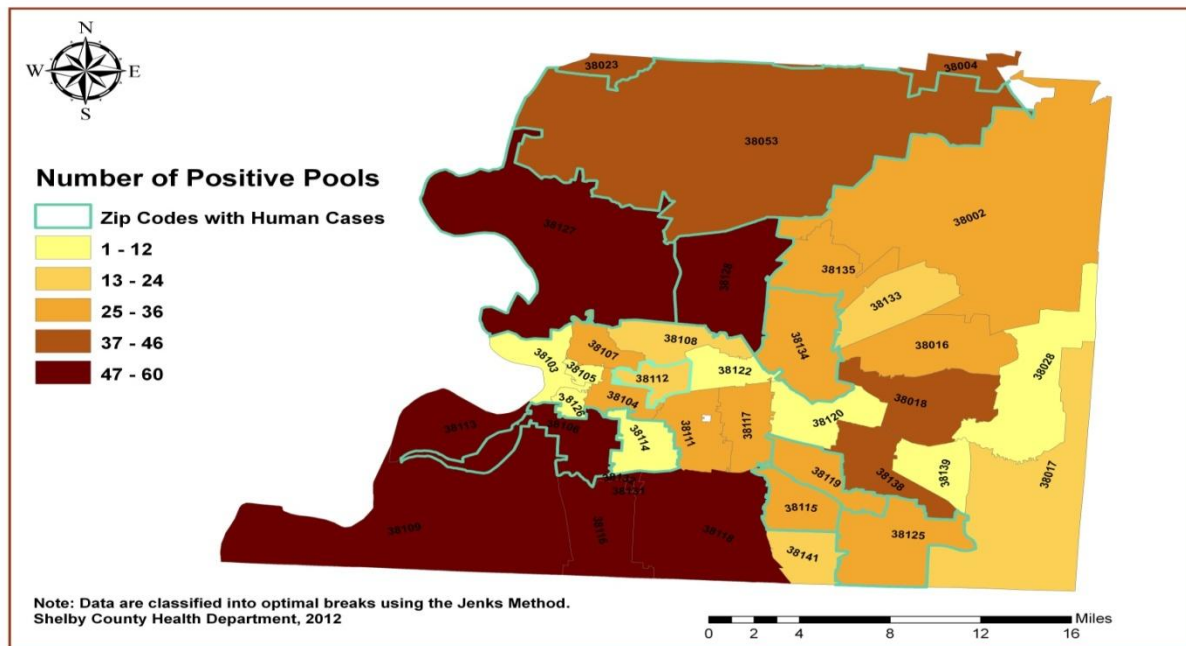 N
W E
S
Number of Positive Pools
Zip Codes with Human Cases
1 - 12
13 - 24
25 - 36
37 - 46
47 - 60
38023
38004
38053
38002
38127
38128
38135
38133
38134
38016
38028
38108
38107
38103
38105
38112
38122
38104
38126
38018
38120
38114
38111
38117
38113
38106
38139
38017
38138
38119
38132
38131
38115
38125
38109
38116
38118
38141
Note: Data are classified into optimal breaks using the Jenks Method.
Shelby County Health Department, 2012
Miles
0 2 4 8 12 16